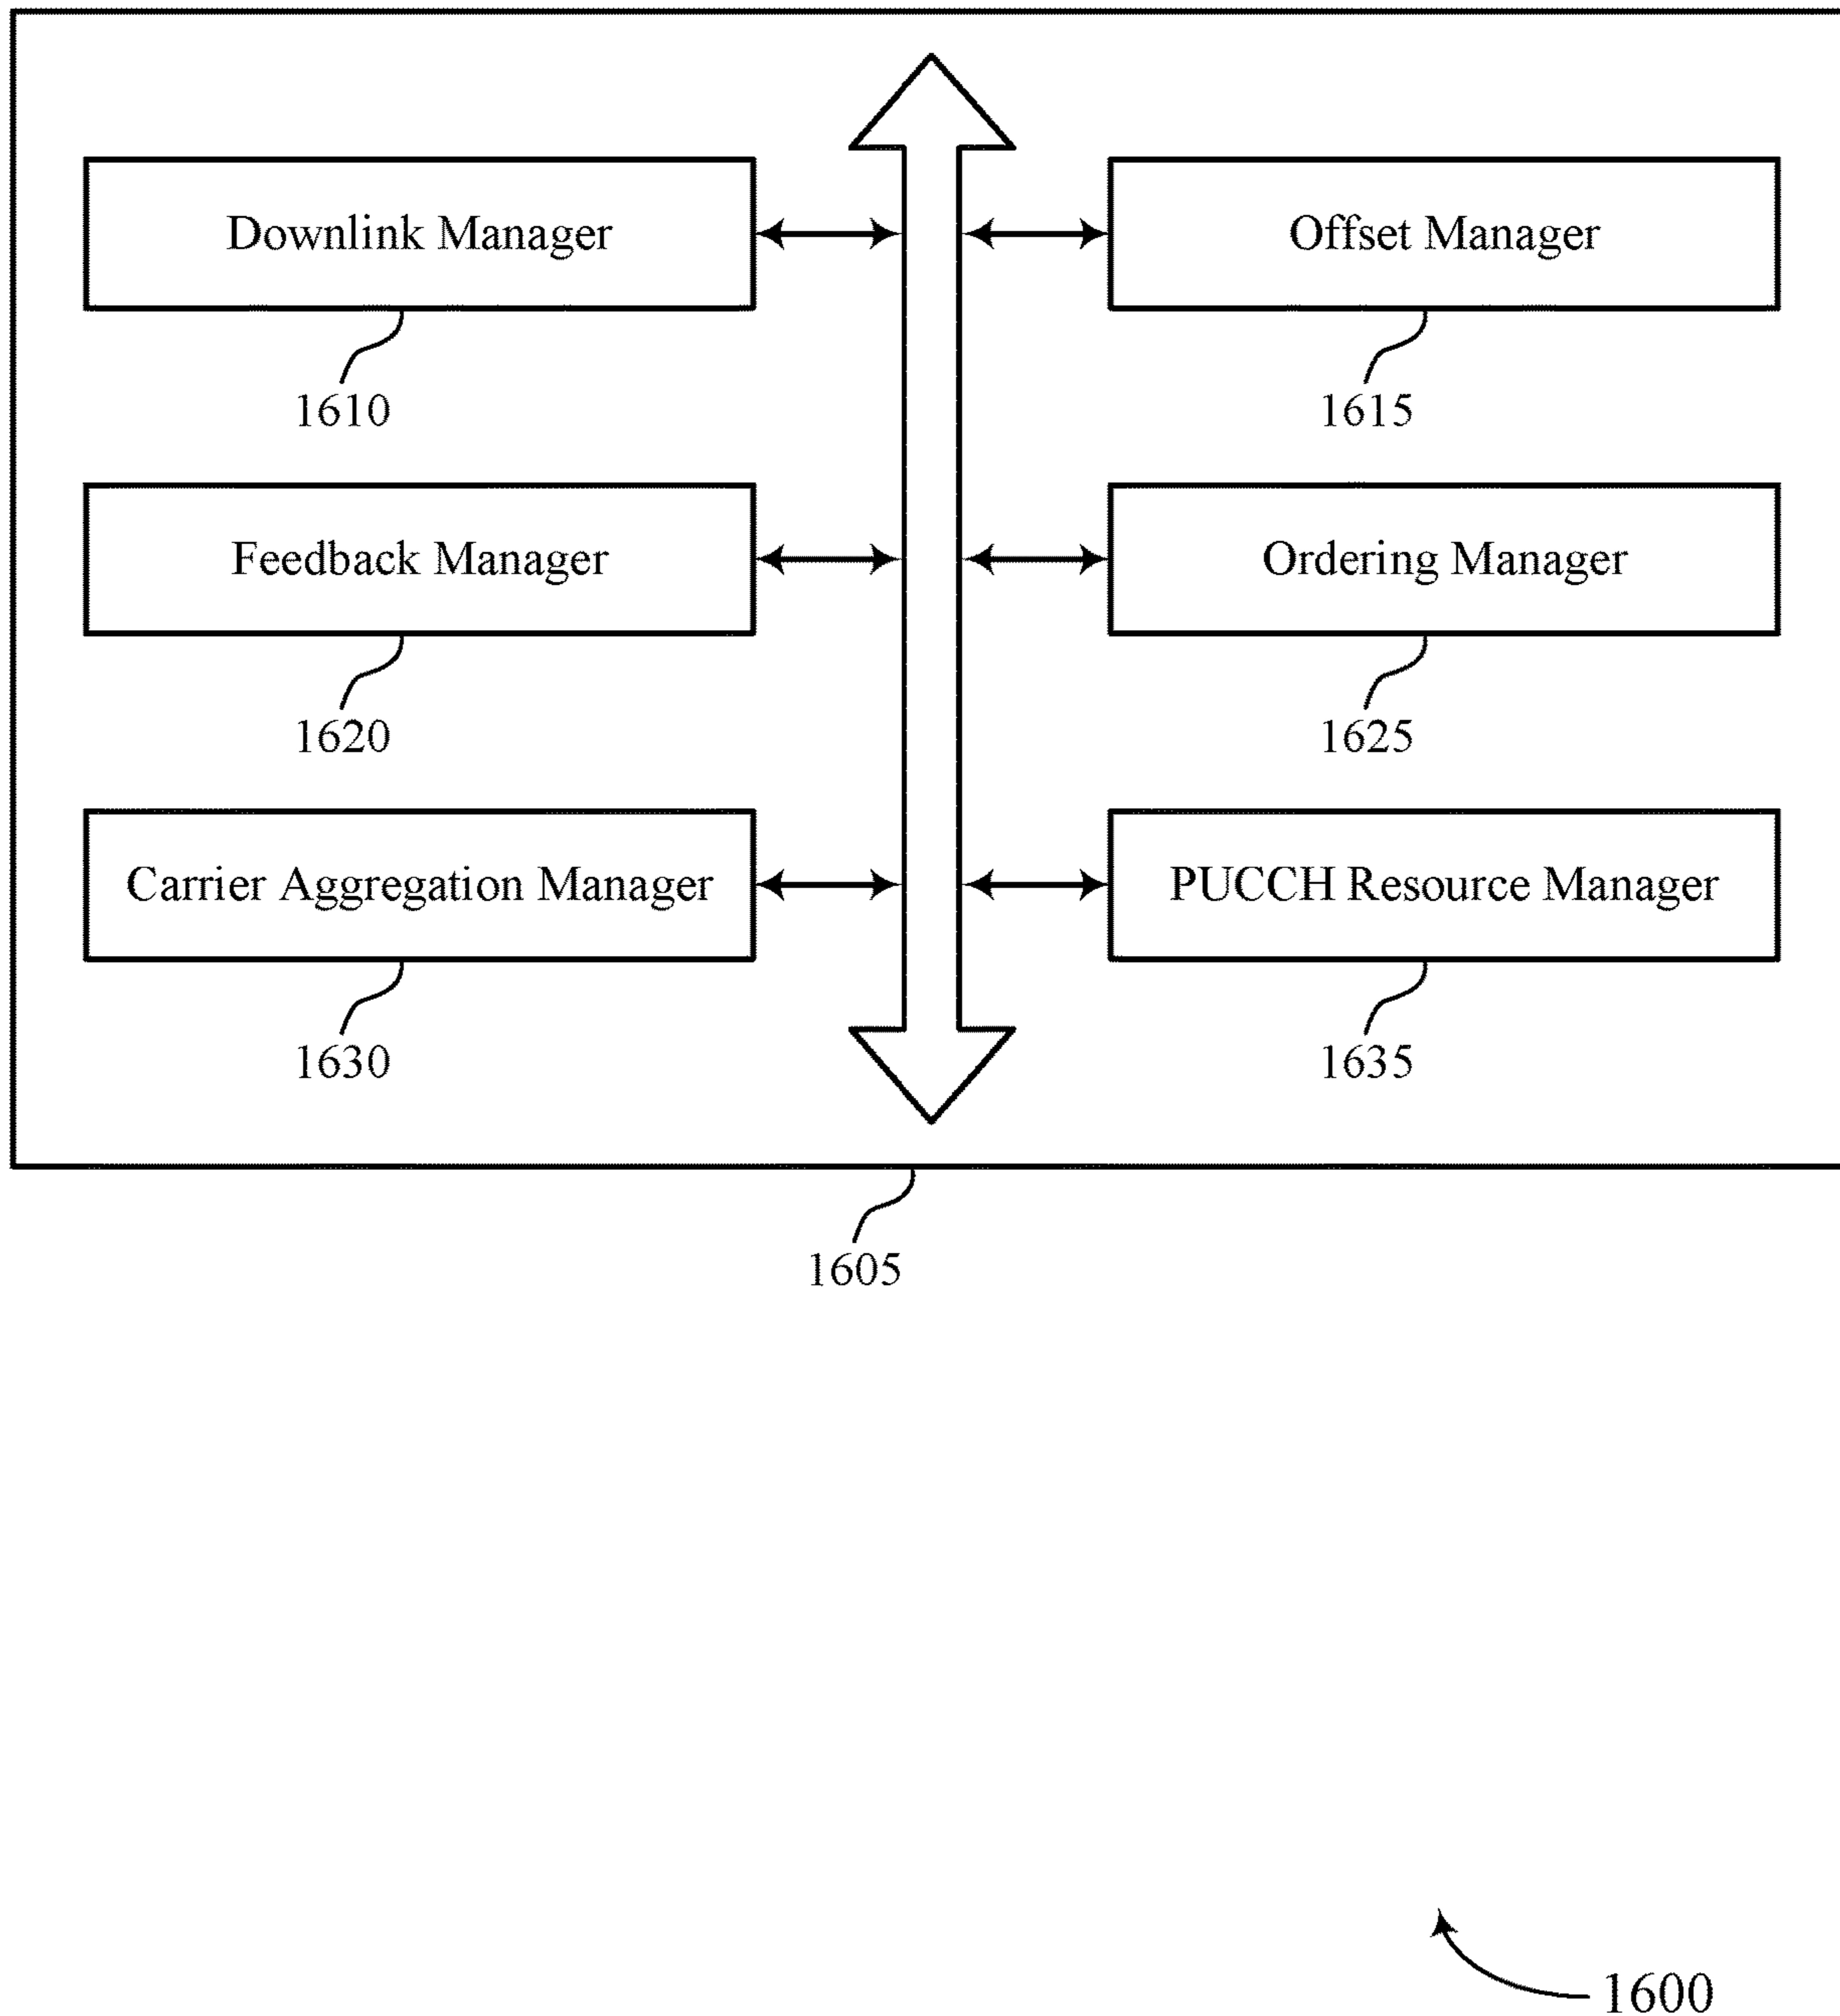 Downlink Manager
Offset Manager
1610
1615
Feedback Manager
Ordering Manager
1620
1625
Carrier Aggregation Manager
PUCCH Resource Manager
1630
1635
1605
1600